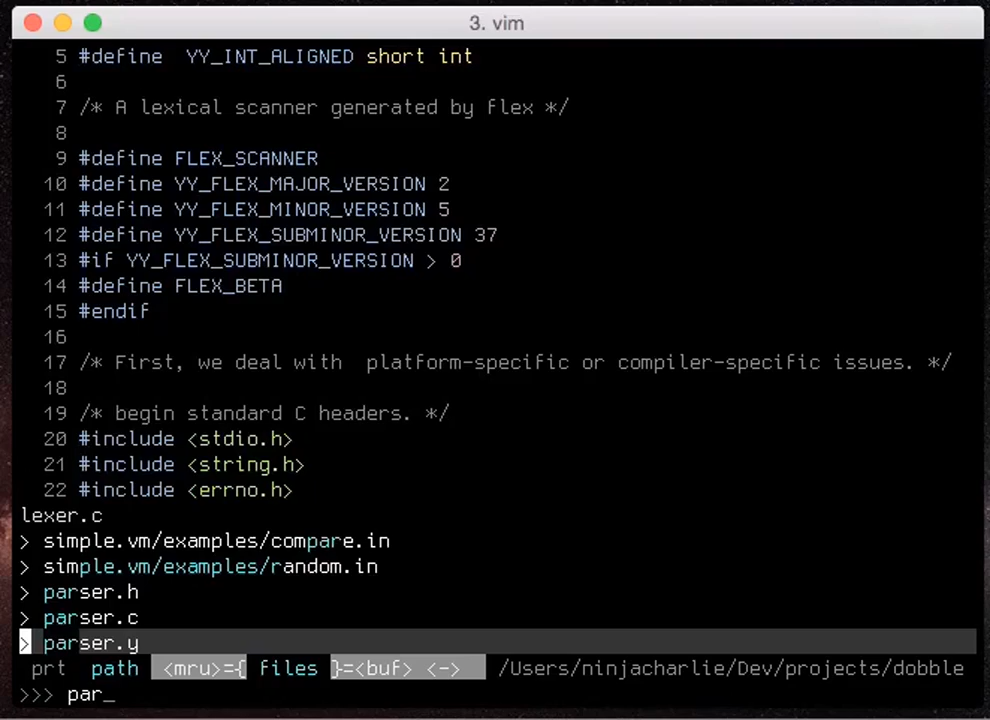 3. vim
5 #define  YY_INT_ALIGNED short int
6
7 /* A lexical scanner generated by flex */
8
9 #define FLEX_SCANNER
10 #define YY_FLEX_MAJOR_VERSION 2
11 #define YY_FLEX_MINOR_VERSION 5
12 #define YY_FLEX_SUBMINOR_VERSION 37
13 #if YY_FLEX_SUBMINOR_VERSION > 0
14 #define FLEX_BETA
15 #endif
16
17 /* First, we deal with  platform-specific or compiler-specific issues. */
18
19 /* begin standard C headers. */
20 #include <stdio.h>
21 #include <string.h>
22 #include <errno.h>
lexer.c
> simple.vm/examples/compare.in
> simple.vm/examples/random.in
> parser.h
> parser.c
> parser.y
prt  path  <mru>={ files }=<buf> <->  /Users/ninjacharlie/Dev/projects/dobble
>>> par_